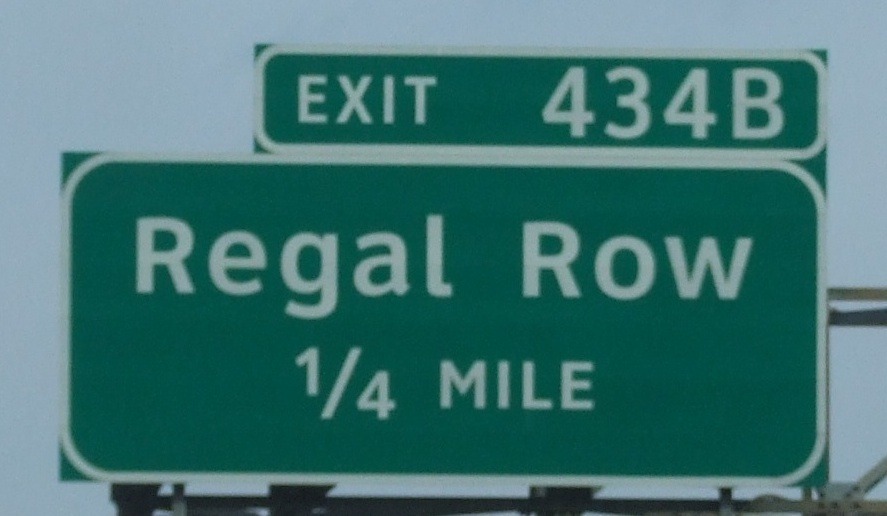 EXIT 434B
Regal Row
1/4 MILE